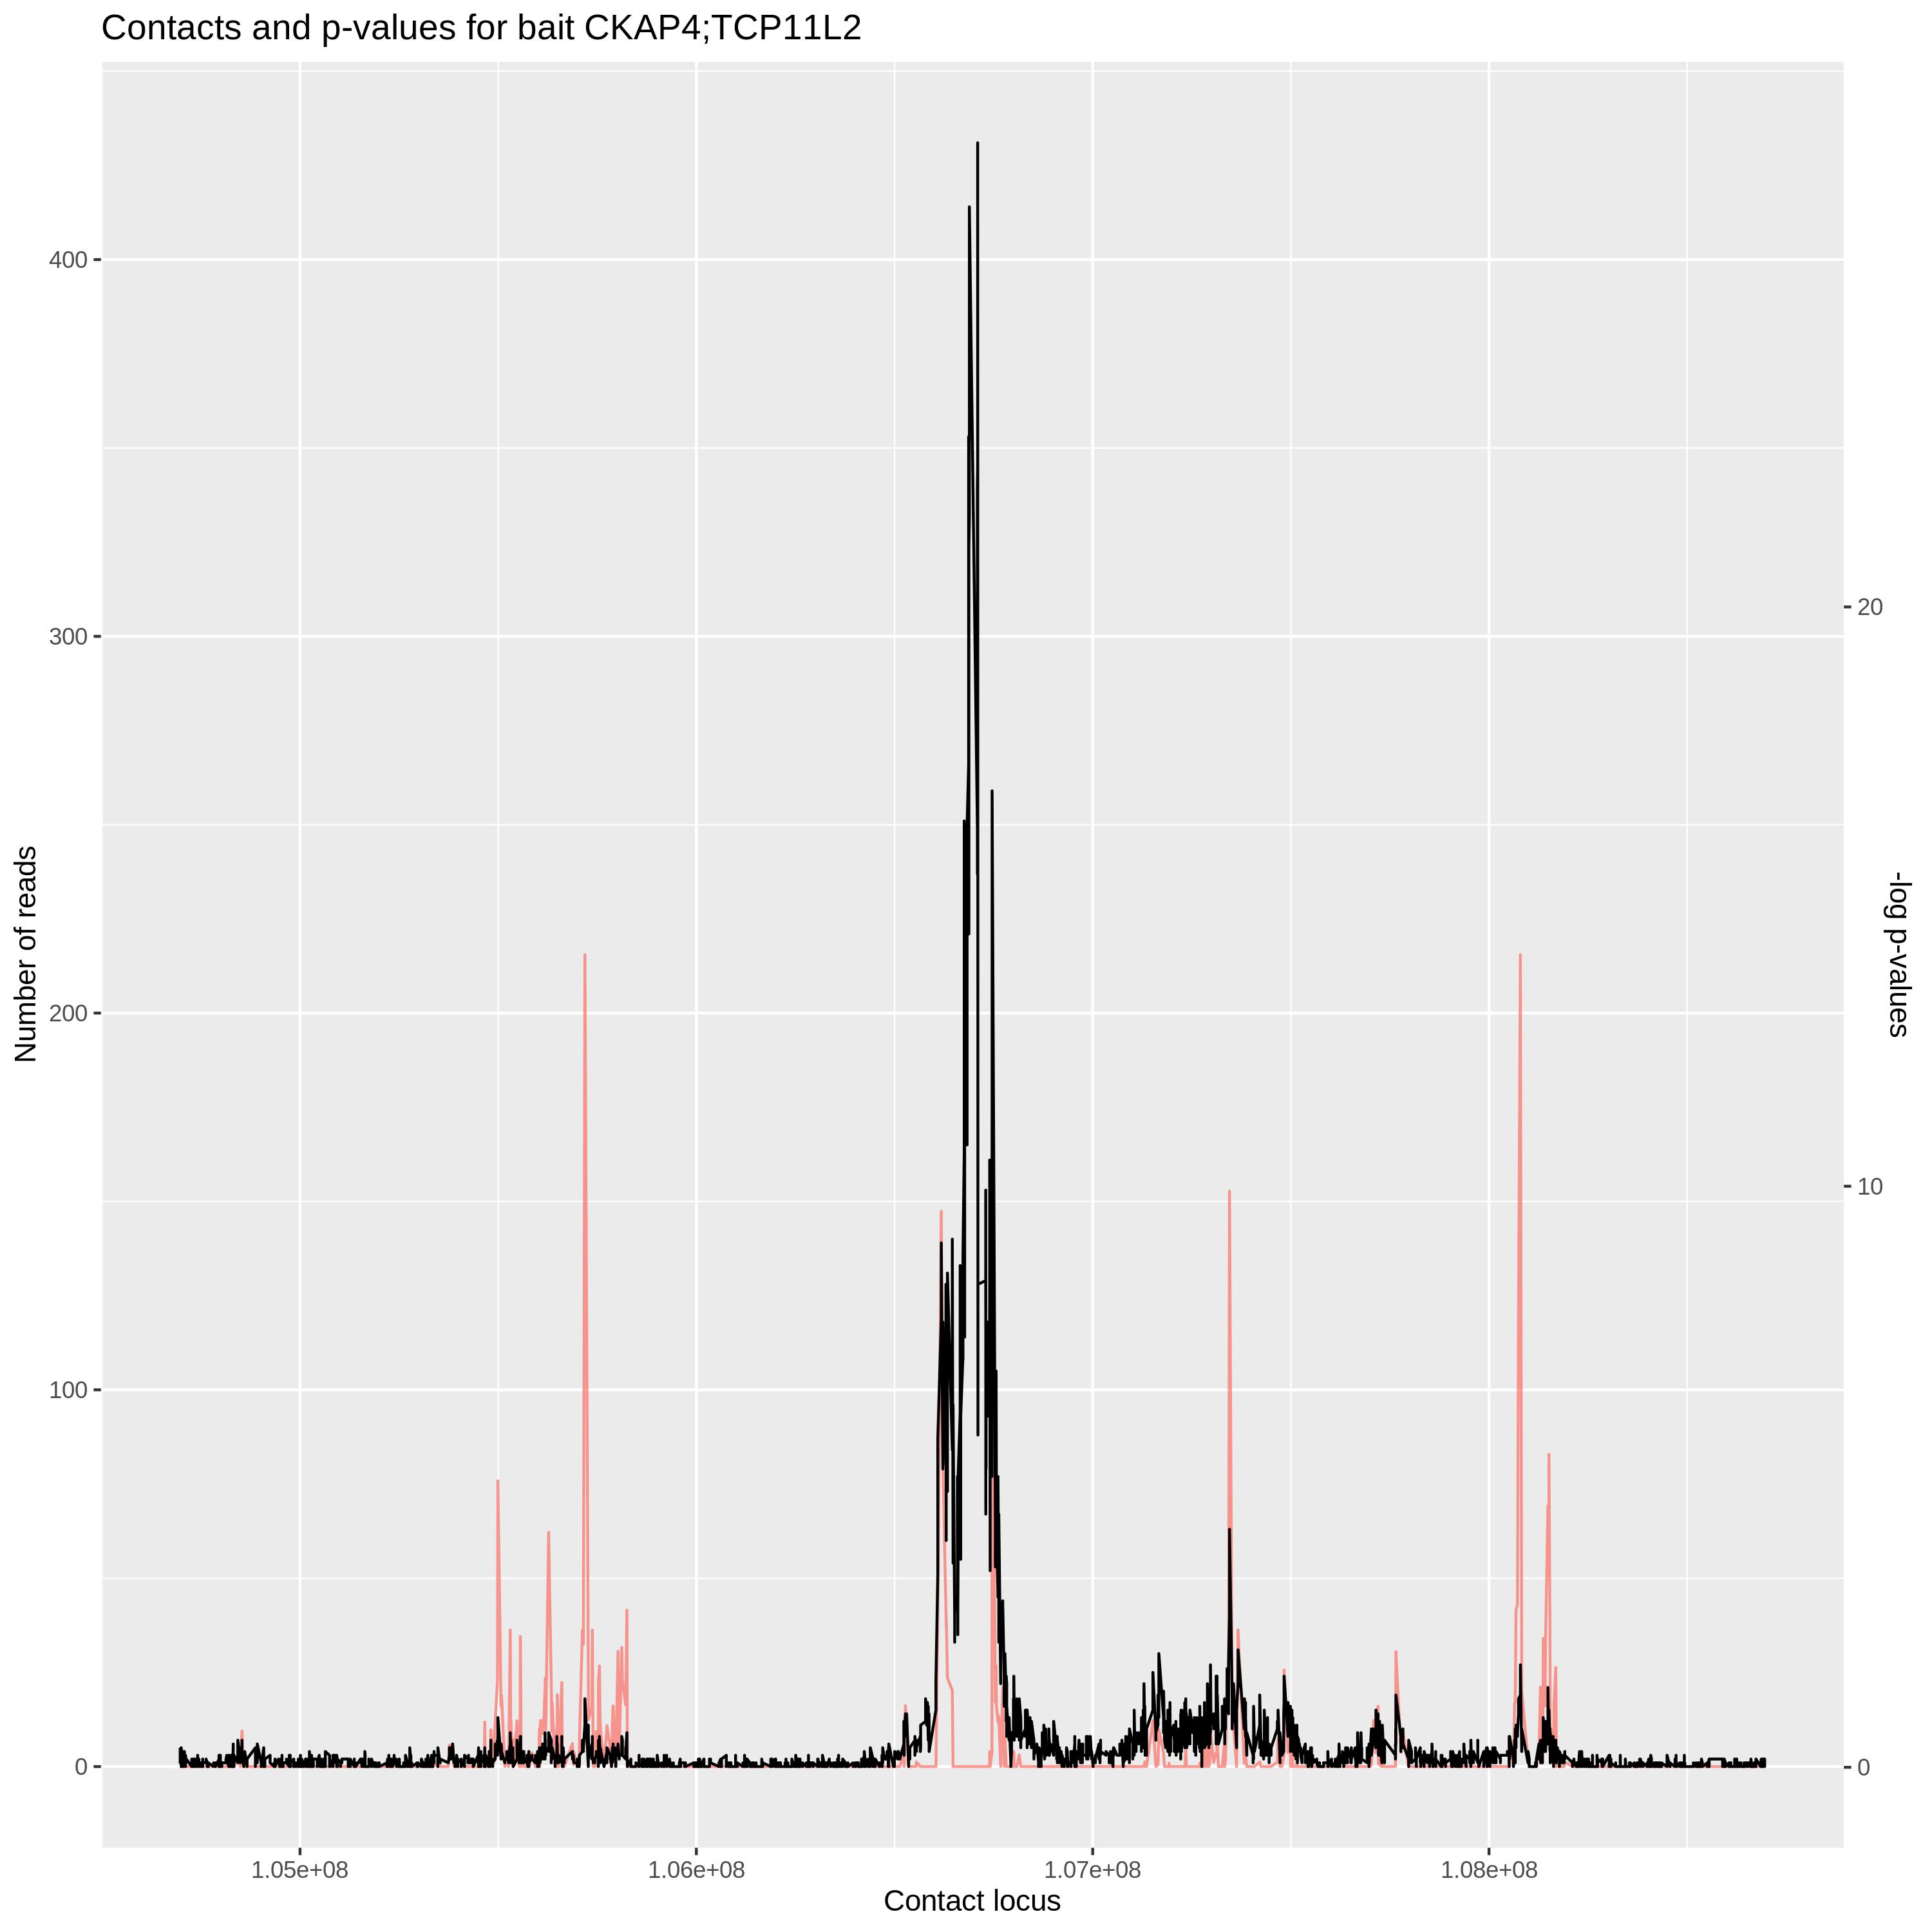 Contacts and p-values for bait CKAP4;TCP11L2
400
300
200
100
0
Number of reads
20
10
0
-log p-values
1.05e+08
1.06e+08
1.07e+08
1.08e+08
Contact locus